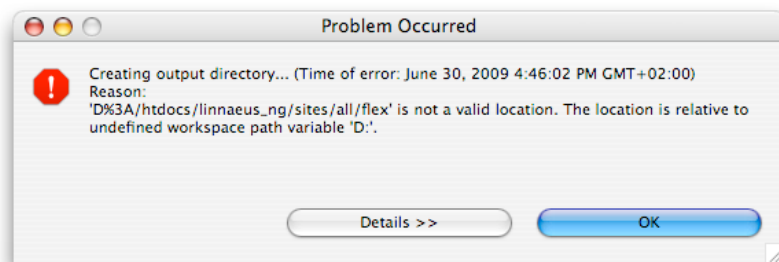 Problem Occurred
Creating output directory... (Time of error: June 30, 2009 4:46:02 PM GMT+02:00)
Reason:
'D%3A/htdocs/linnaeus_ng/sites/all/flex' is not a valid location. The location is relative to
undefined workspace path variable 'D:'.
Details >>
OK